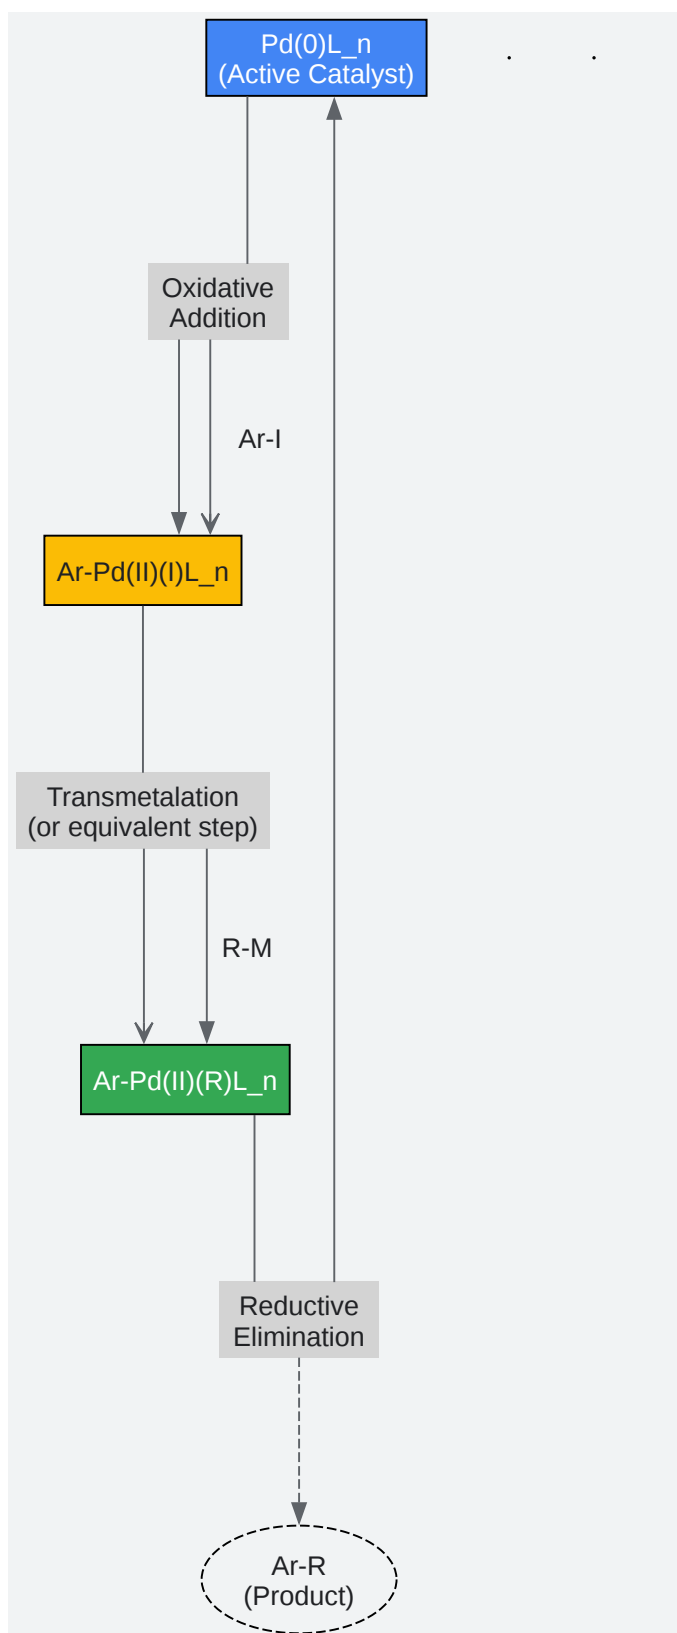 Pd(0)L_n
(Active Catalyst)
Oxidative
Addition
Ar-I
Ar-Pd(II)(I)L_n
Transmetalation
(or equivalent step)
R-M
Ar-Pd(II)(R)L_n
Reductive
Elimination
Ar-R
(Product)